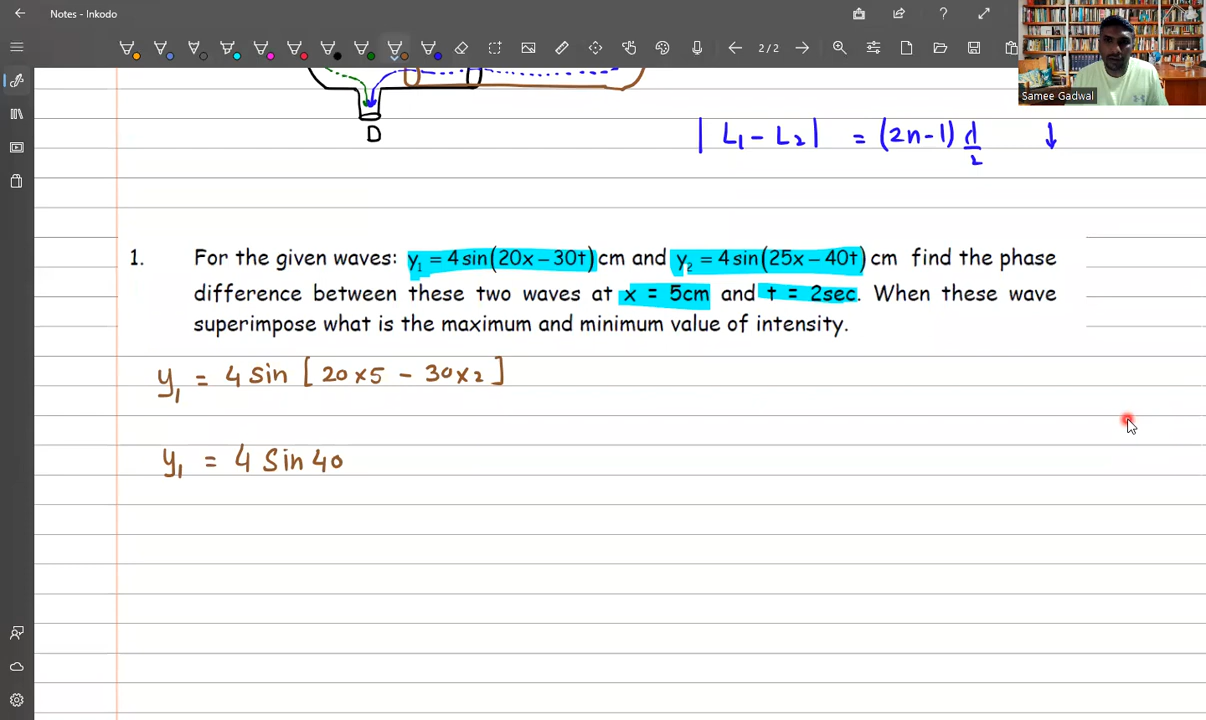 Notes - Inkodo
2/2
Samee Gadwal
D
| L₁ - L₂ | = (2n-1) d/2 ↓
1. For the given waves: y₁ = 4 sin(20x – 30t) cm and y₂ = 4 sin(25x – 40t) cm find the phase
difference between these two waves at x = 5cm and t = 2sec. When these wave
superimpose what is the maximum and minimum value of intensity.
y₁ = 4 sin [ 20 x 5 - 30 x 2 ]
y₁ = 4 Sin 40